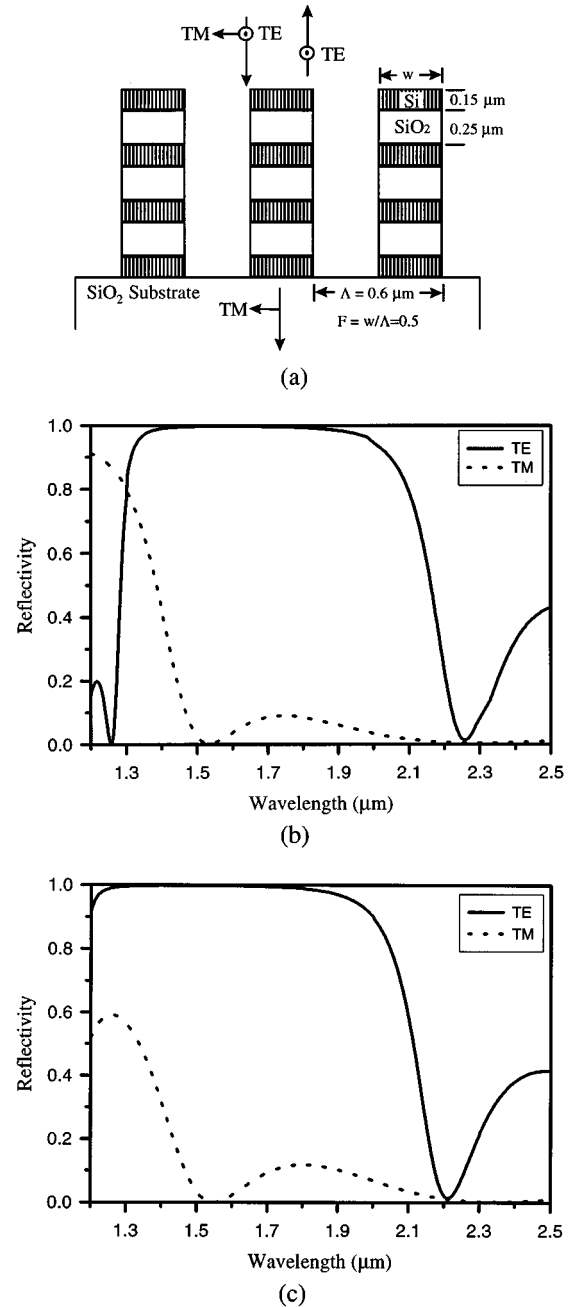 TM TE
TE
w
Si
0.15 μm
SiO2
0.25 μm
SiO2 Substrate
Λ = 0.6 μm
TM
F = w/Λ=0.5
(a)
1.0
0.8
0.6
0.4
0.2
0.0
Reflectivity
TE
TM
1.3 1.5 1.7 1.9 2.1 2.3 2.5
Wavelength (μm)
(b)
1.0
0.8
0.6
0.4
0.2
0.0
Reflectivity
TE
TM
1.3 1.5 1.7 1.9 2.1 2.3 2.5
Wavelength (μm)
(c)